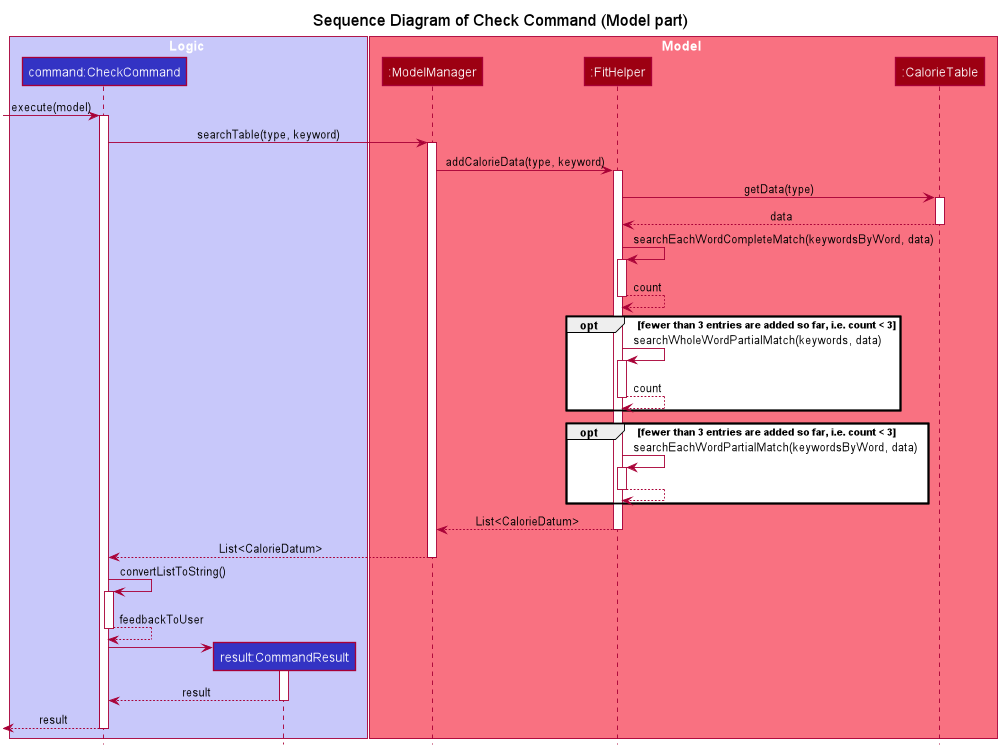 Sequence Diagram of Check Command (Model part)
Logic
Model
command:CheckCommand
:ModelManager
:FitHelper
:CalorieTable
execute(model)
searchTable(type, keyword)
addCalorieData(type, keyword)
getData(type)
data
searchEachWordCompleteMatch(keywordsByWord, data)
count
opt
[fewer than 3 entries are added so far, i.e. count < 3]
searchWholeWordPartialMatch(keywords, data)
count
opt
[fewer than 3 entries are added so far, i.e. count < 3]
searchEachWordPartialMatch(keywordsByWord, data)
List<CalorieDatum>
List<CalorieDatum>
convertListToString()
feedbackToUser
result:CommandResult
result
result